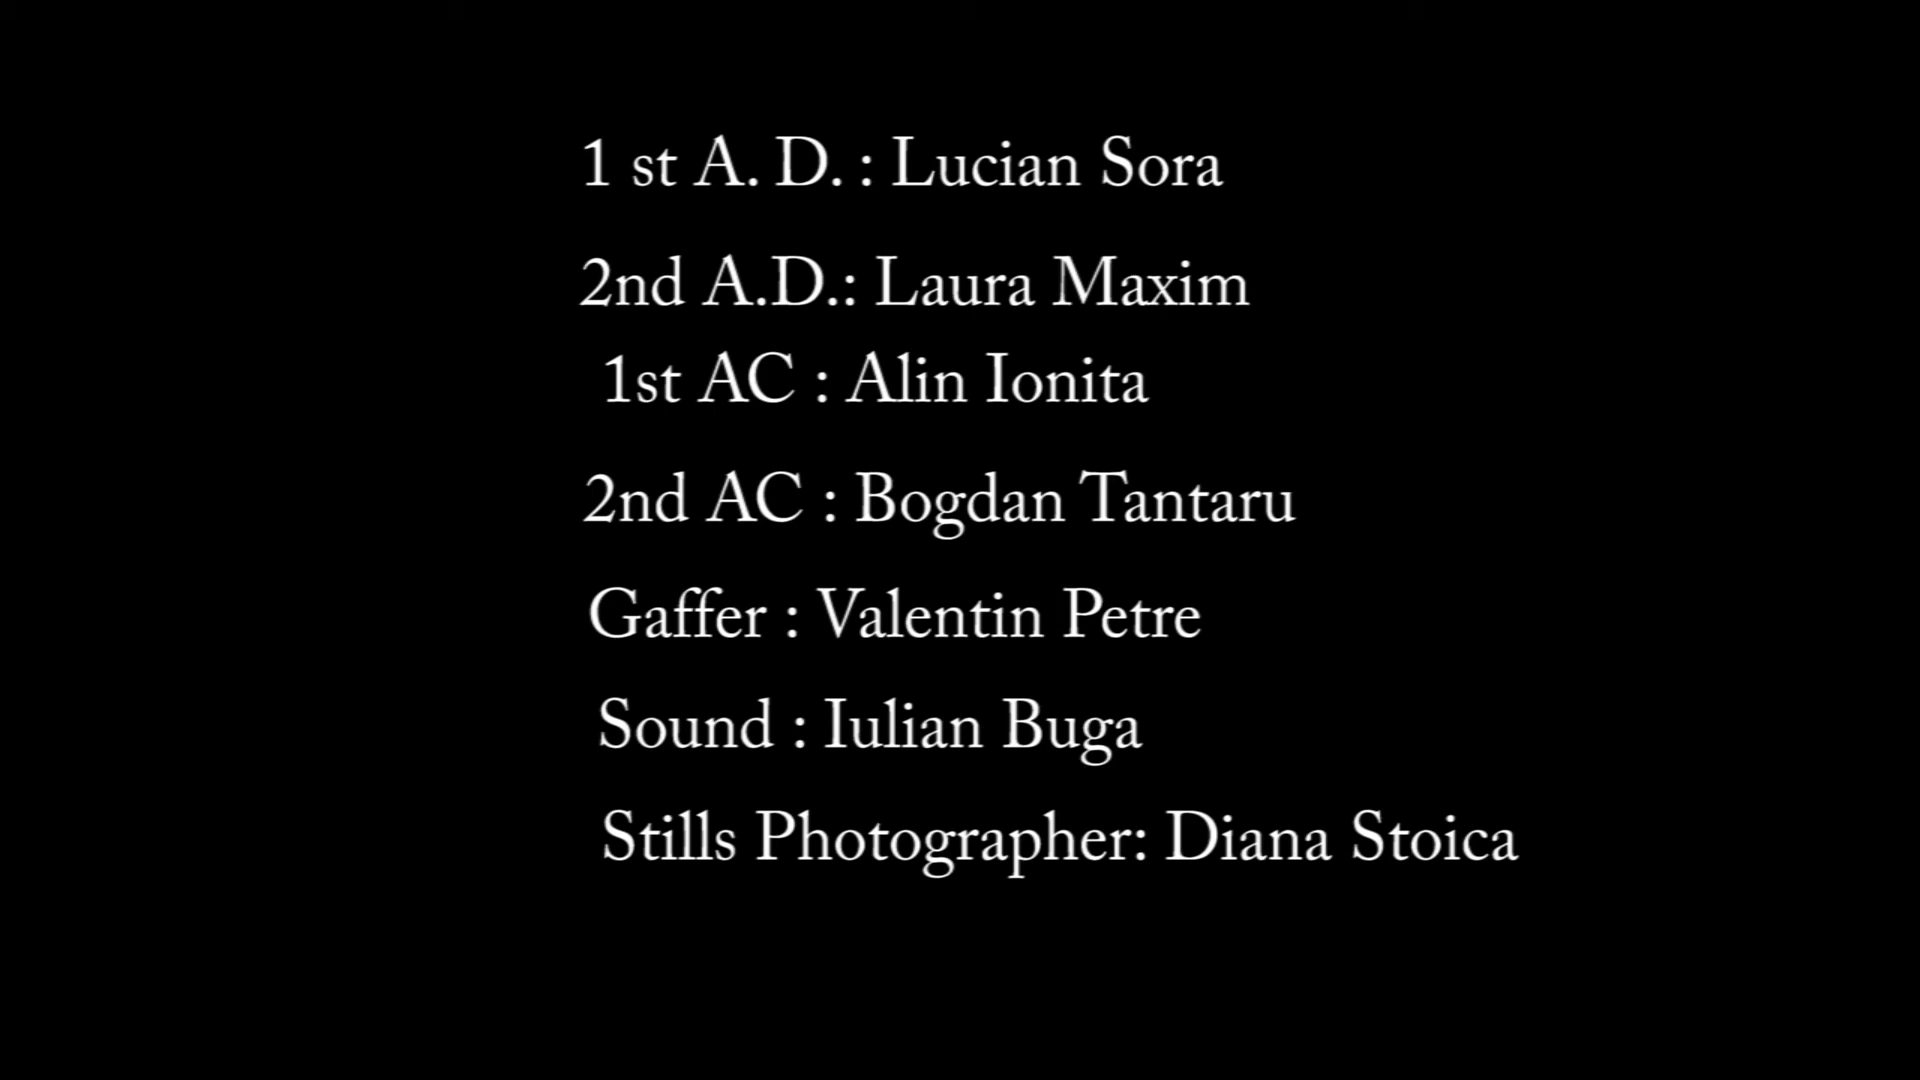 1 st A. D. : Lucian Sora
2nd A.D.: Laura Maxim
1st AC : Alin Ionita
2nd AC : Bogdan Tantaru
Gaffer : Valentin Petre
Sound : Iulian Buga
Stills Photographer: Diana Stoica